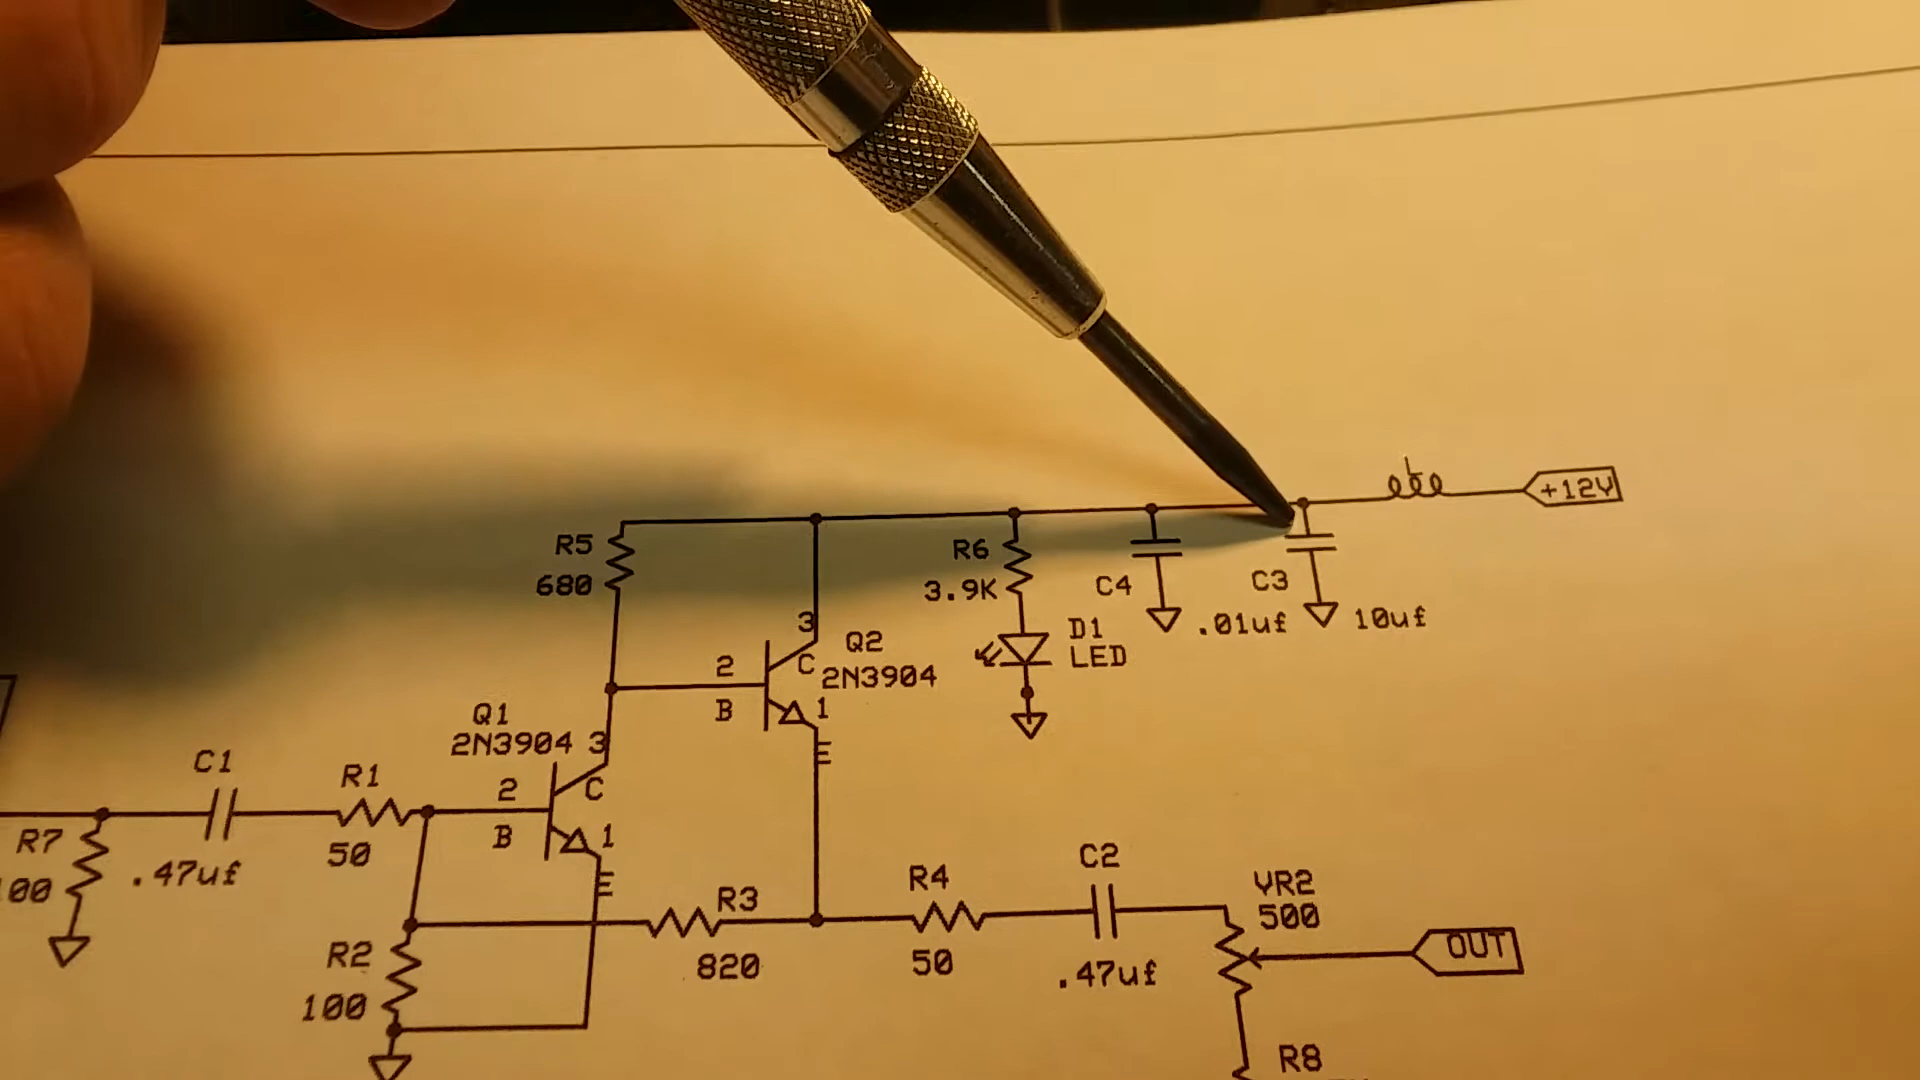 +12V
R5
680
R6
3.9K
C4
.01uf
C3
10uf
D1
LED
3
C
Q2
2N3904
2
B
1
E
Q1
2N3904
3
C
2
B
1
E
C1
.47uf
R1
50
R7
00
R2
100
R3
820
R4
50
C2
.47uf
VR2
500
OUT
R8